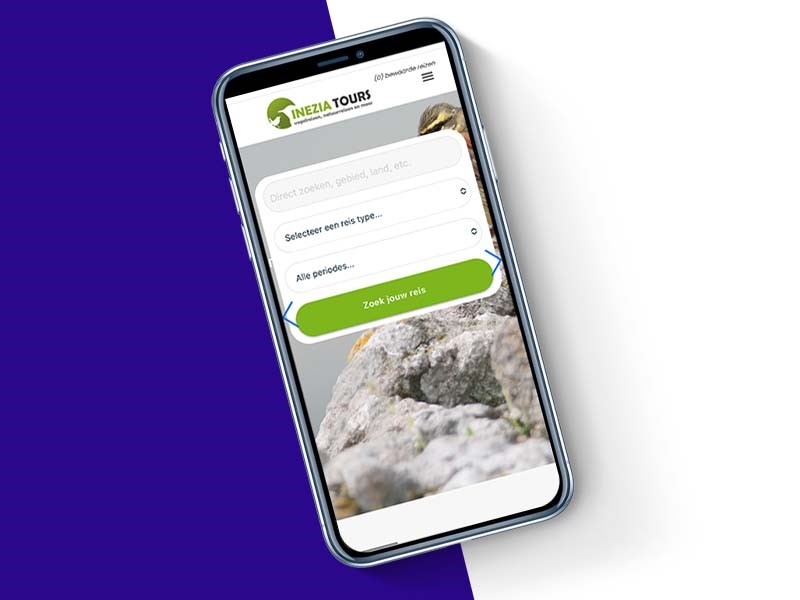 (0) bewaarde reizen
INEZIA TOURS
vogelreizen, natuurreizen en meer
Direct zoeken, gebied, land, etc.
Selecteer een reis type...
Alle periodes...
Zoek jouw reis